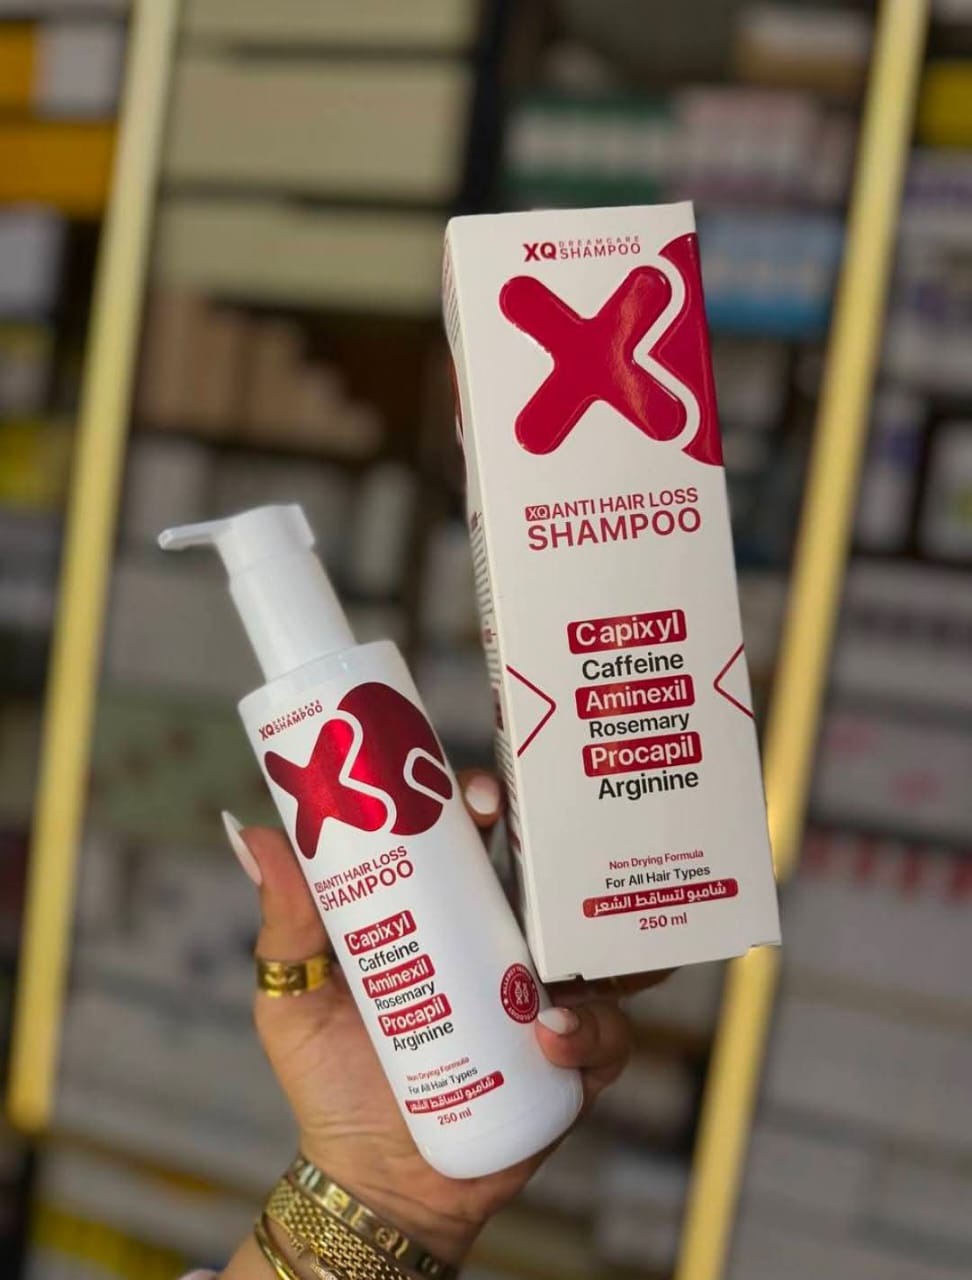 XQ DREAMCARE
SHAMPOO
XQ ANTI HAIR LOSS
SHAMPOO
Capixyl
Caffeine
Aminexil
Rosemary
Procapil
Arginine
Non Drying Formula
For All Hair Types
شامبو لتساقط الشعر
250 ml
XQ DREAMCARE
SHAMPOO
XQ ANTI HAIR LOSS
SHAMPOO
Capixyl
Caffeine
Aminexil
Rosemary
Procapil
Arginine
Non Drying Formula
For All Hair Types
شامبو لتساقط الشعر
250 ml